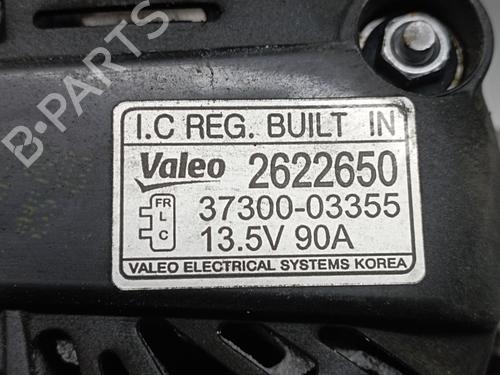 I.C REG. BUILT IN
Valeo 2622650
FR
L
C
37300-03355
13.5V 90A
VALEO ELECTRICAL SYSTEMS KOREA
B-PARTS